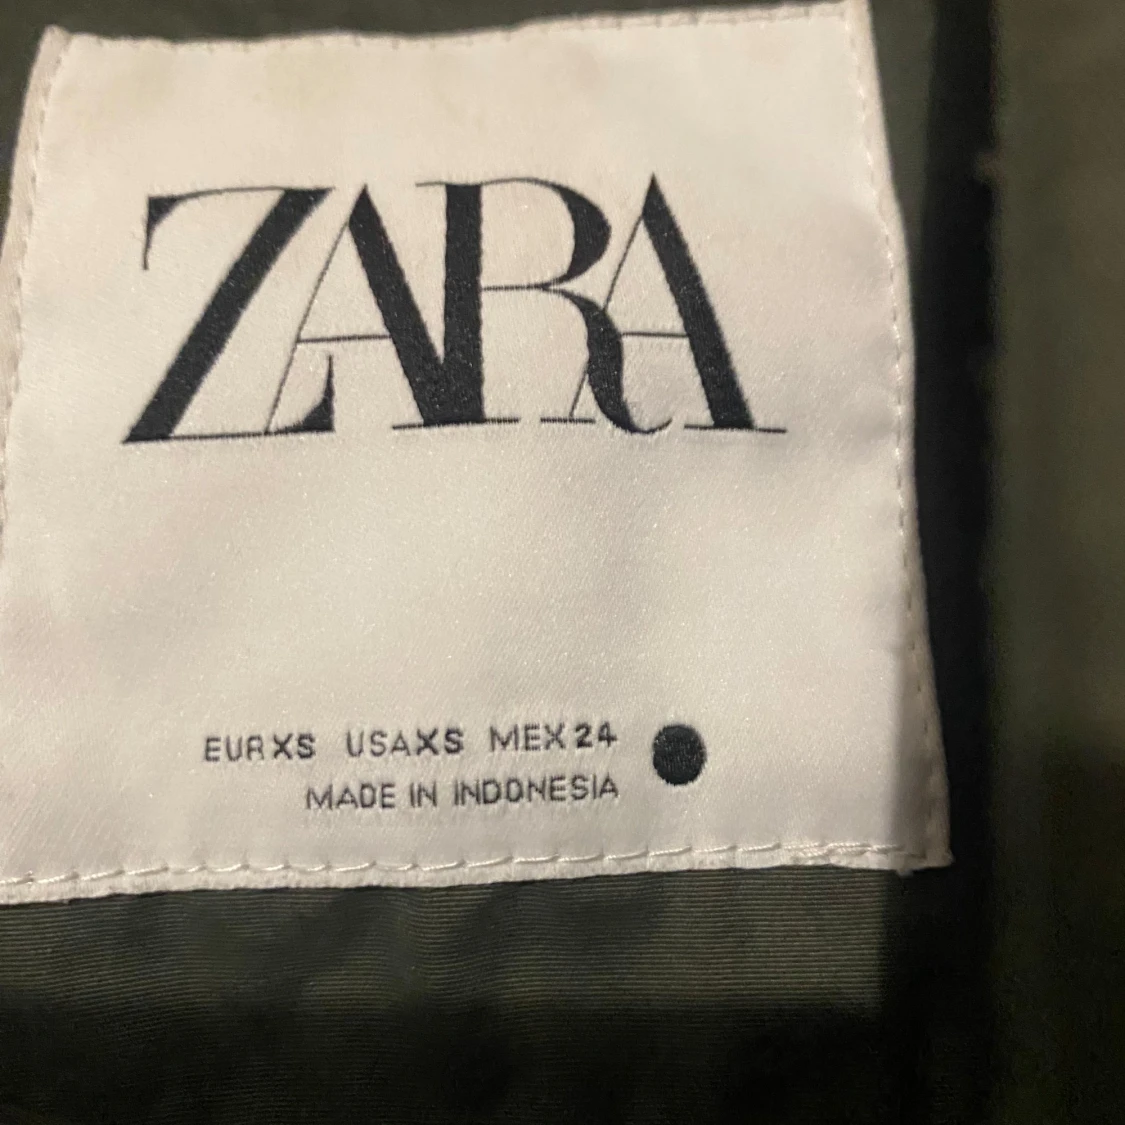 ZARA
EUR XS USA XS MEX 24
MADE IN INDONESIA